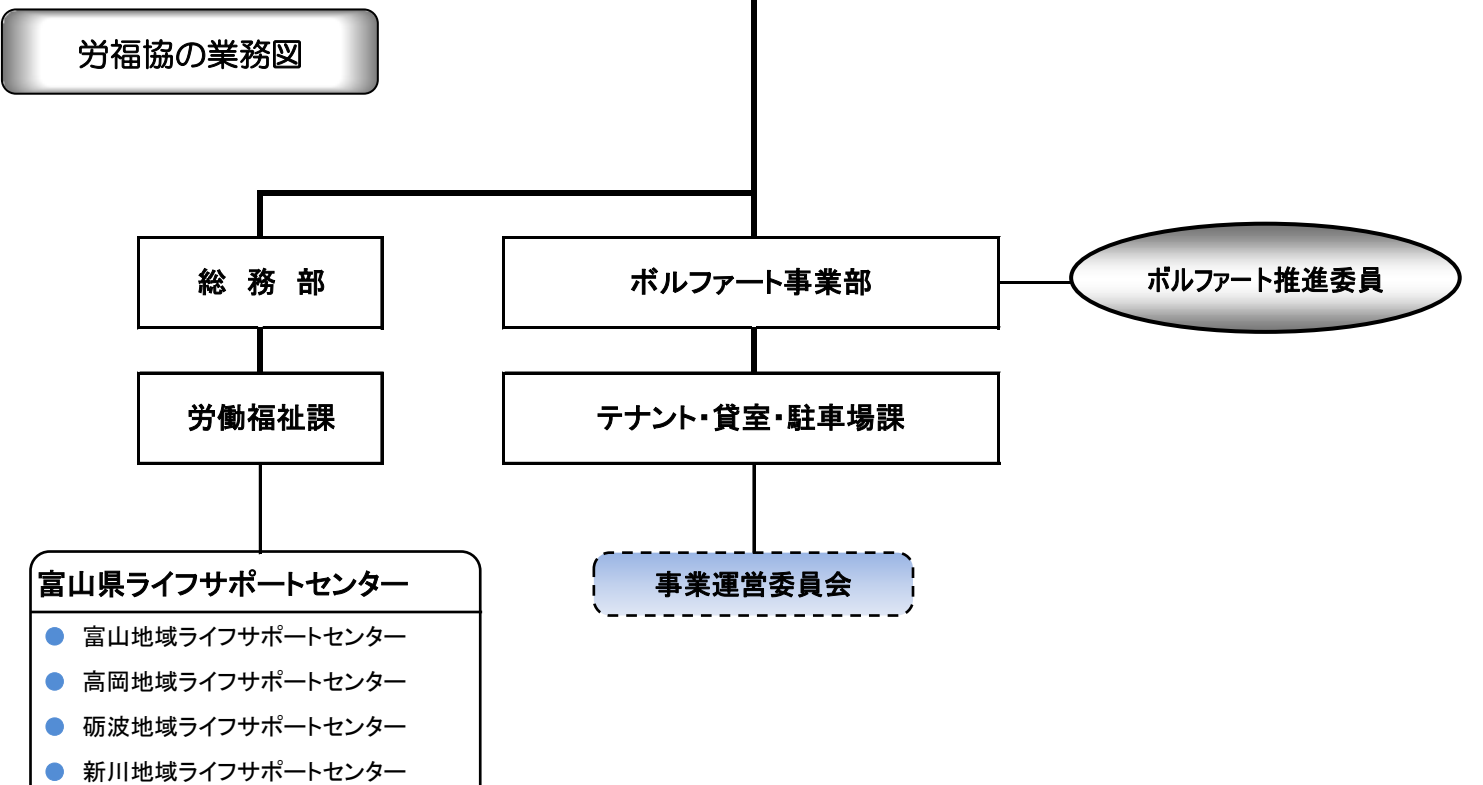 労福協の業務図
総 務 部
ボルファート事業部
ボルファート推進委員
労働福祉課
テナント・貸室・駐車場課
富山県ライフサポートセンター
事業運営委員会
● 富山地域ライフサポートセンター
● 高岡地域ライフサポートセンター
● 砺波地域ライフサポートセンター
● 新川地域ライフサポートセンター